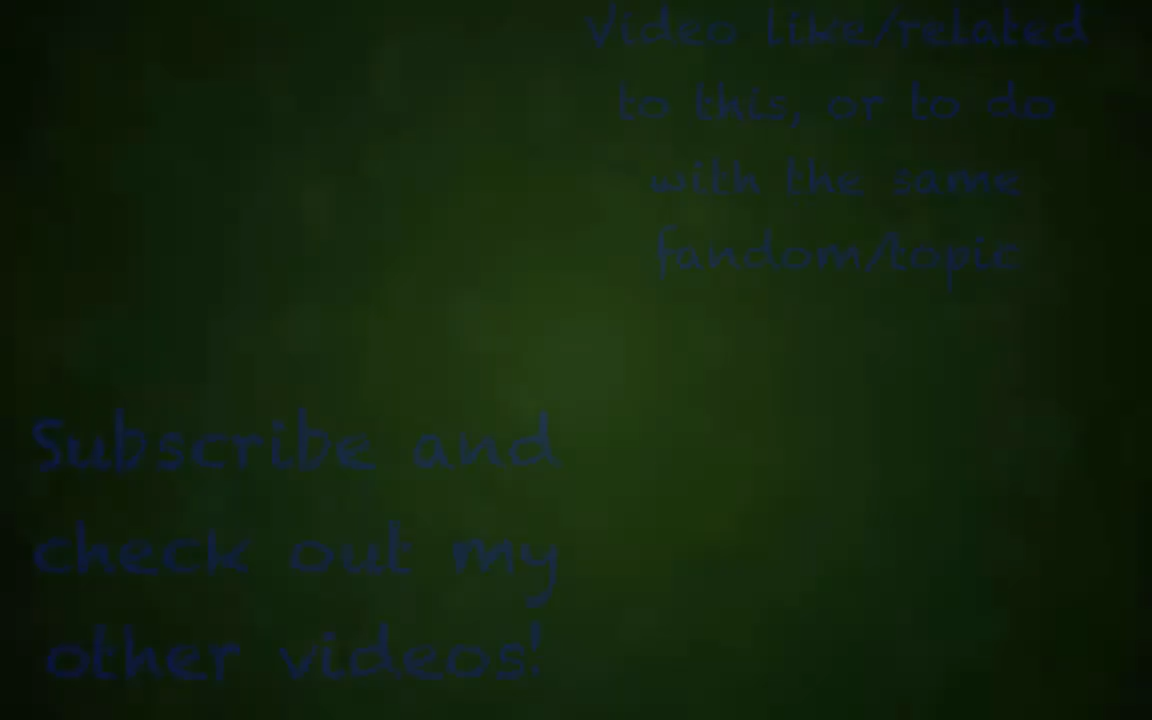 Video like/related
to this, or to do
with the same
fandom/topic
Subscribe and
check out my
other videos!